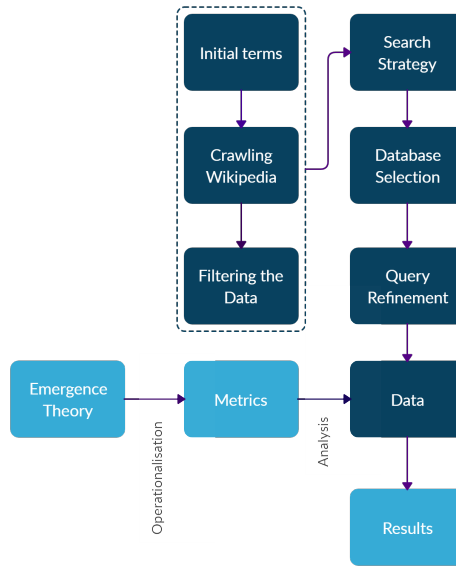 Initial terms
Crawling
Wikipedia
Filtering the
Data
Search
Strategy
Database
Selection
Query
Refinement
Emergence
Theory
Operationalisation
Metrics
Analysis
Data
Results